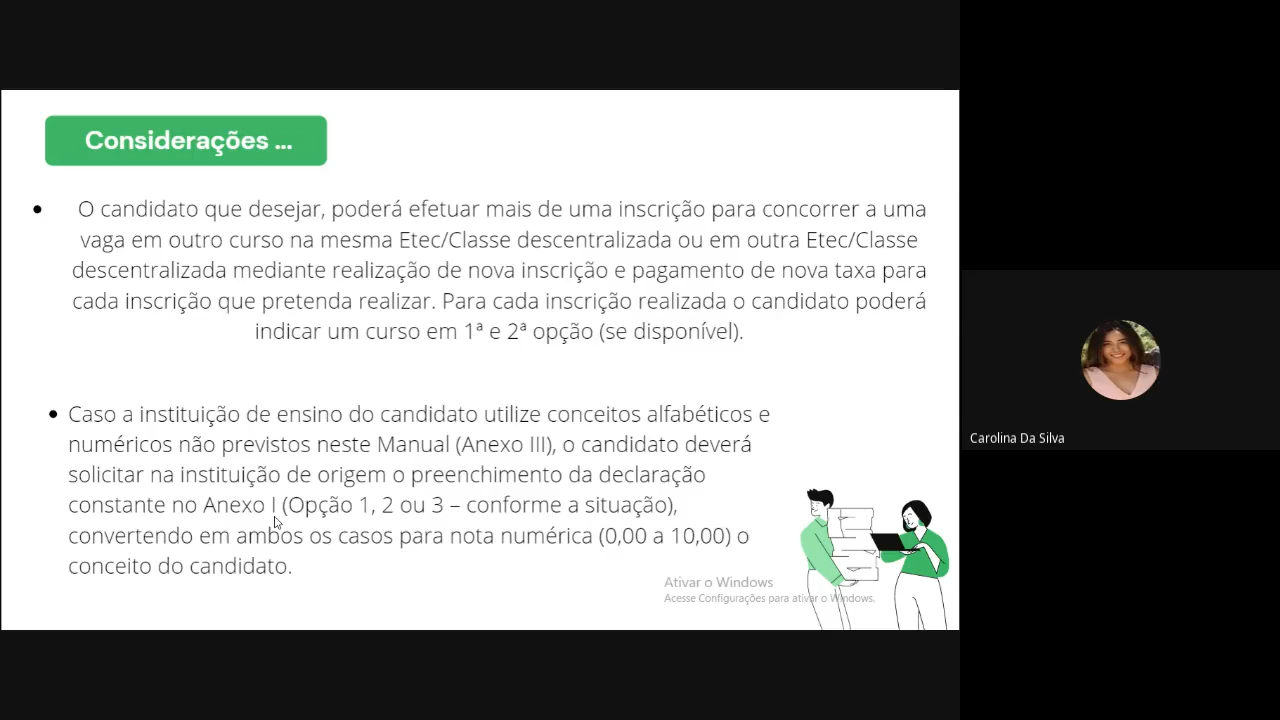 Considerações ...
• O candidato que desejar, poderá efetuar mais de uma inscrição para concorrer a uma
vaga em outro curso na mesma Etec/Classe descentralizada ou em outra Etec/Classe
descentralizada mediante realização de nova inscrição e pagamento de nova taxa para
cada inscrição que pretenda realizar. Para cada inscrição realizada o candidato poderá
indicar um curso em 1ª e 2ª opção (se disponível).
• Caso a instituição de ensino do candidato utilize conceitos alfabéticos e
numéricos não previstos neste Manual (Anexo III), o candidato deverá
solicitar na instituição de origem o preenchimento da declaração
constante no Anexo I (Opção 1, 2 ou 3 – conforme a situação),
convertendo em ambos os casos para nota numérica (0,00 a 10,00) o
conceito do candidato.
Ativar o Windows
Acesse Configurações para ativar o Windows.
Carolina Da Silva